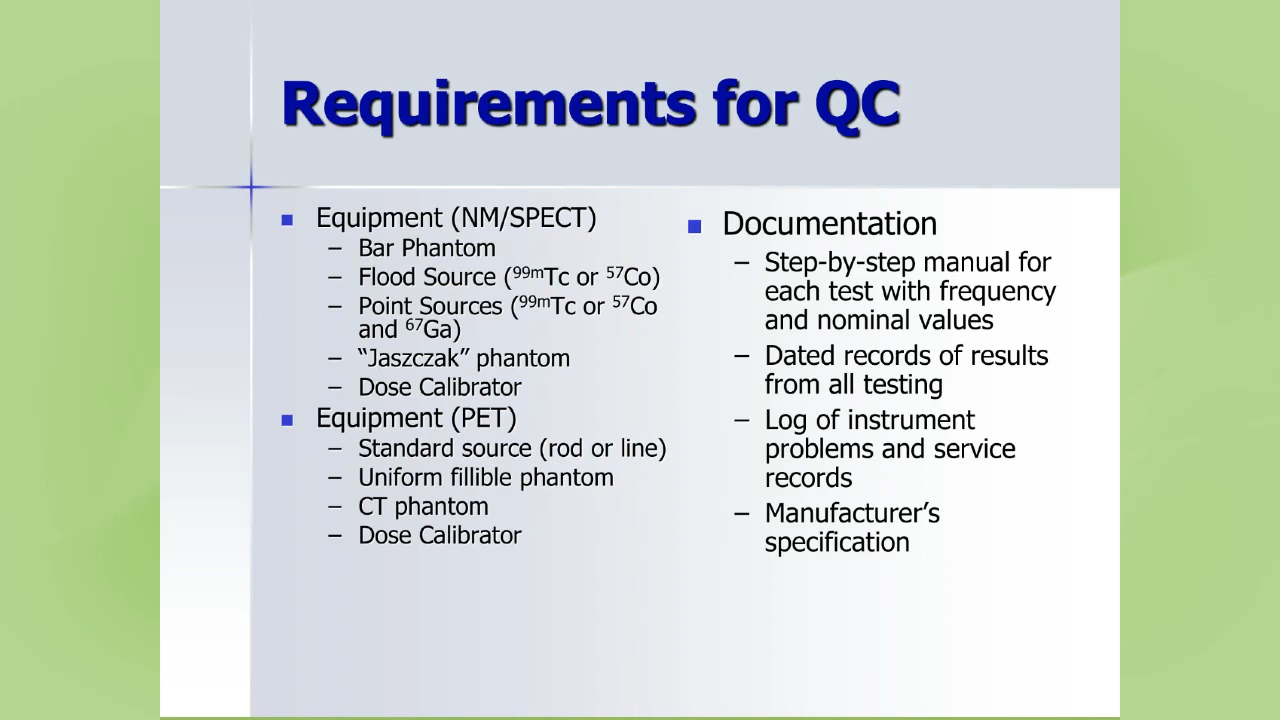 Requirements for QC
Equipment (NM/SPECT)
– Bar Phantom
– Flood Source (⁹⁹ᵐTc or ⁵⁷Co)
– Point Sources (⁹⁹ᵐTc or ⁵⁷Co
and ⁶⁷Ga)
– “Jaszczak” phantom
– Dose Calibrator
Equipment (PET)
– Standard source (rod or line)
– Uniform fillible phantom
– CT phantom
– Dose Calibrator
Documentation
– Step-by-step manual for
each test with frequency
and nominal values
– Dated records of results
from all testing
– Log of instrument
problems and service
records
– Manufacturer’s
specification